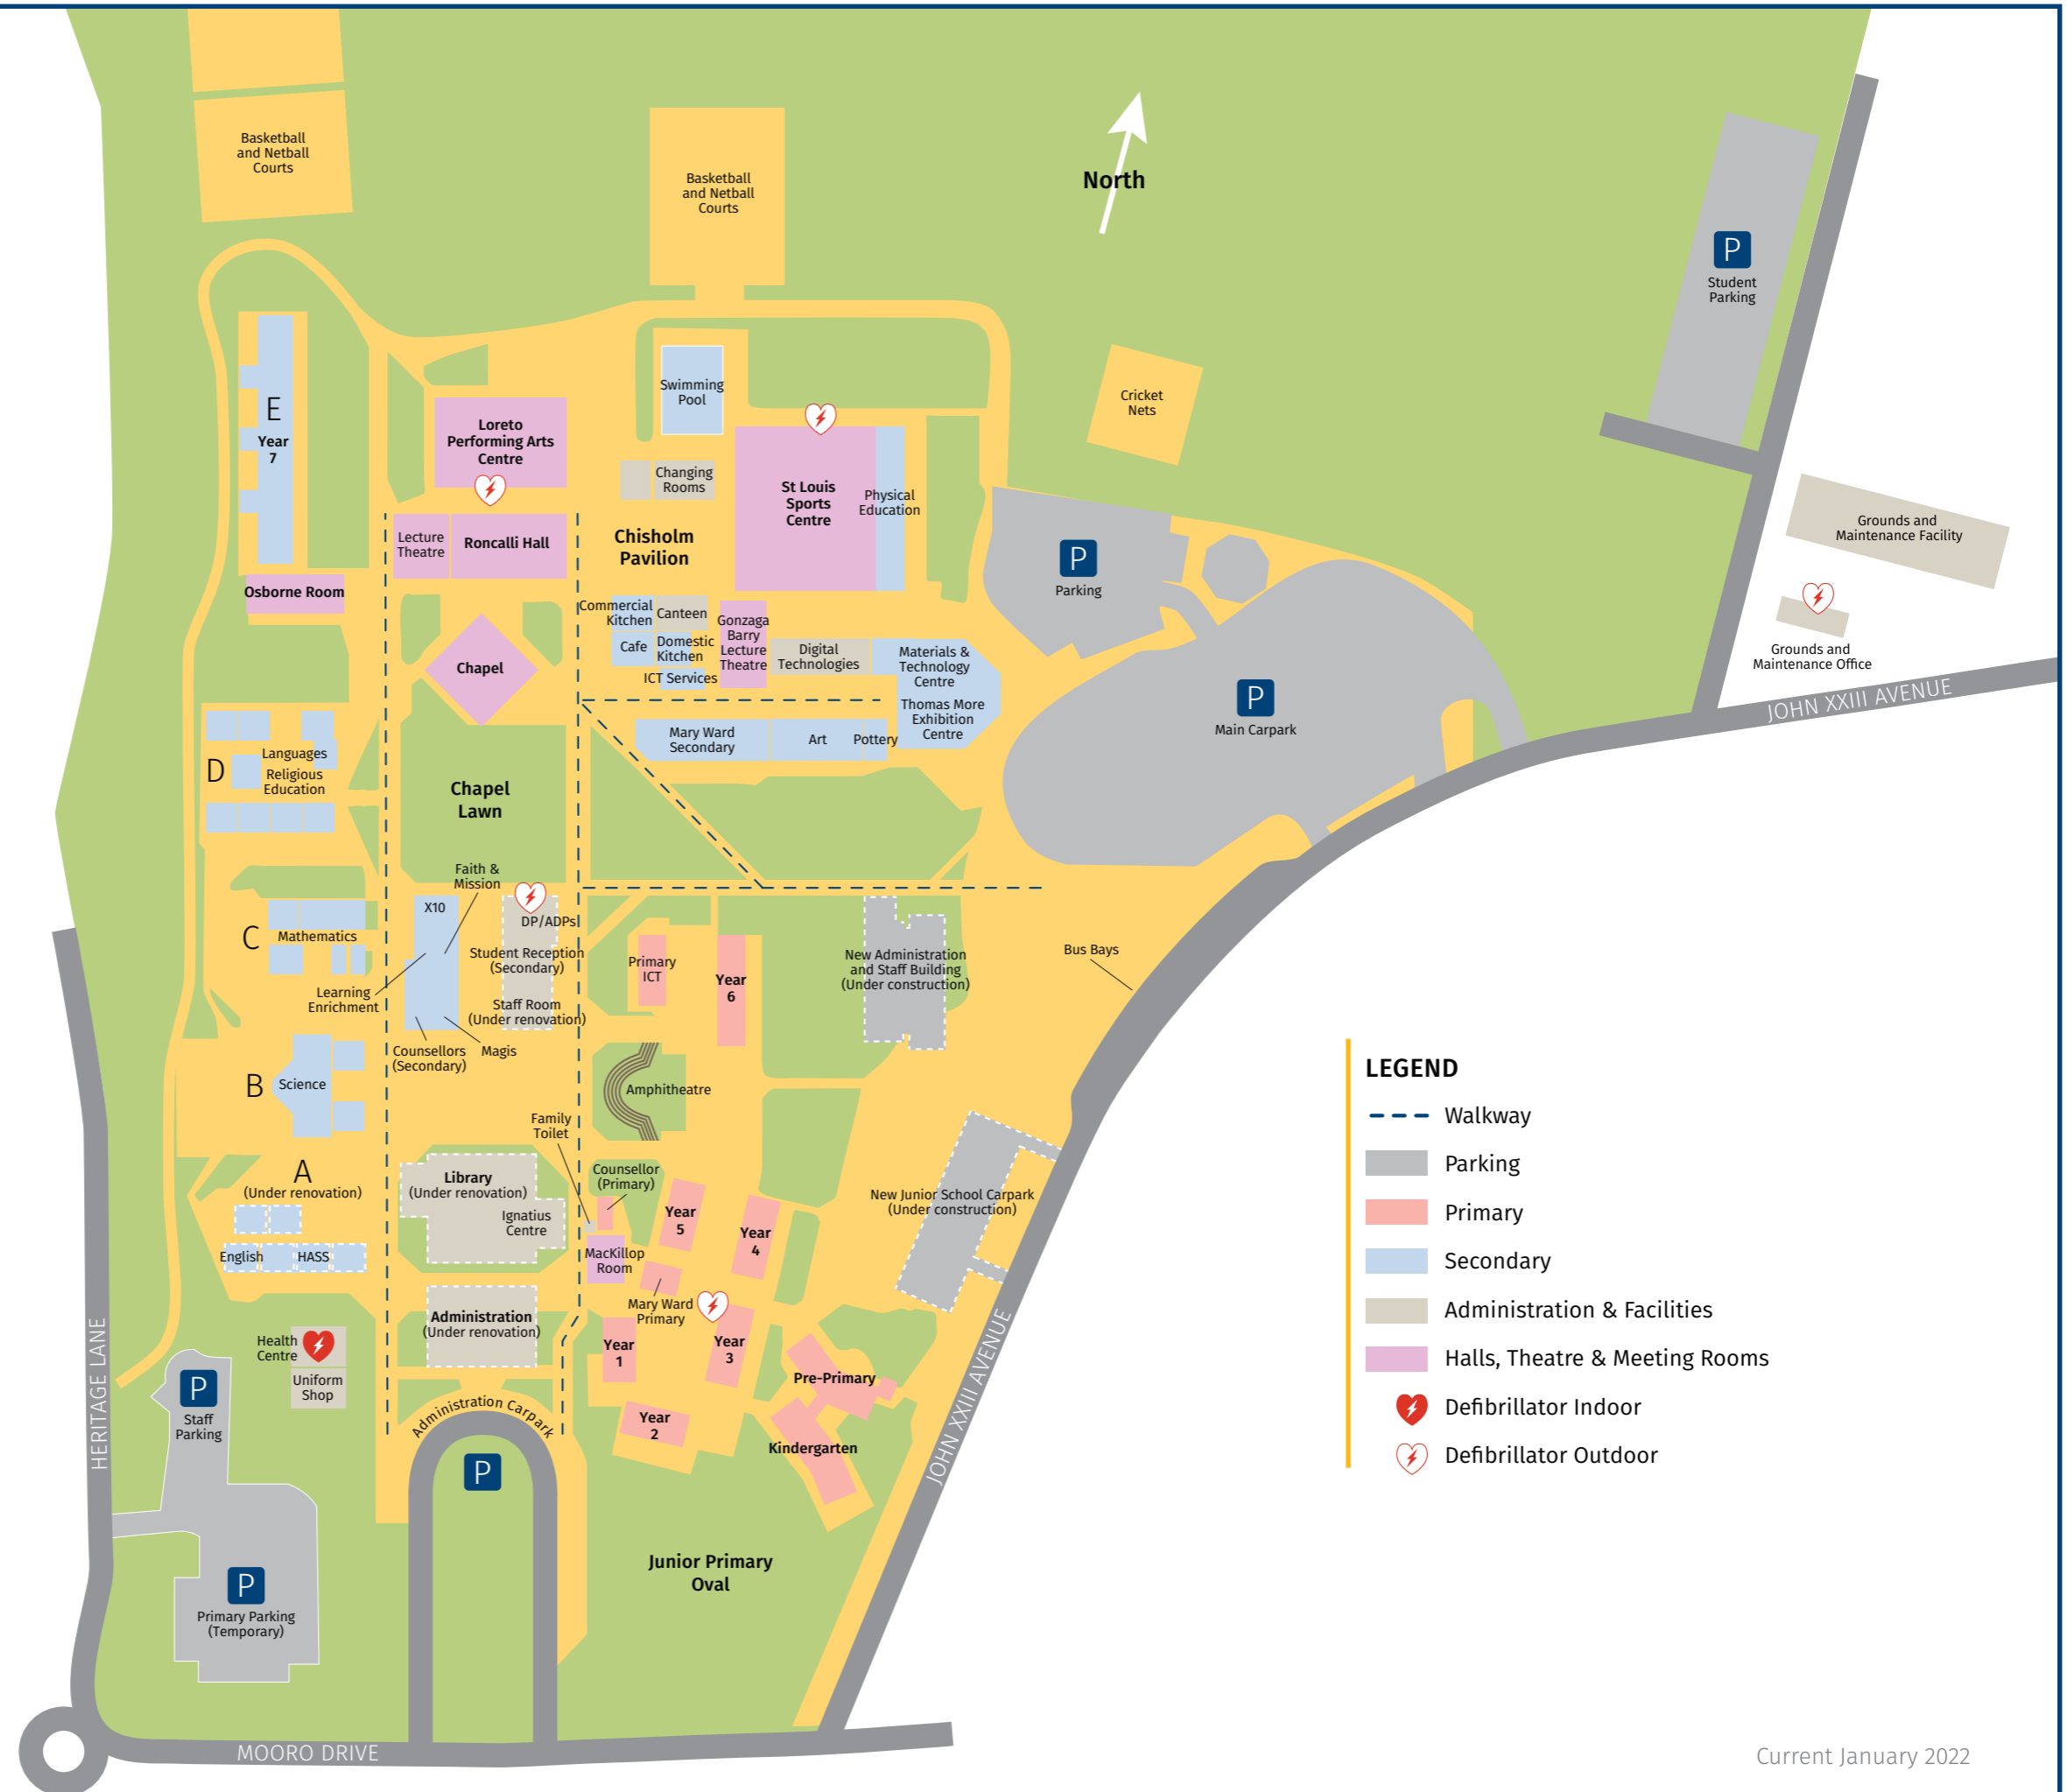 Basketball
and Netball
Courts
Basketball
and Netball
Courts
North
P
Student
Parking
Swimming
Pool
Cricket
Nets
E
Year
7
Loreto
Performing Arts
Centre
Changing
Rooms
St Louis
Sports
Centre
Physical
Education
Lecture
Theatre
Roncalli Hall
Chisholm
Pavilion
P
Parking
Grounds and
Maintenance Facility
Osborne Room
Commercial
Kitchen
Canteen
Cafe
Domestic
Kitchen
ICT Services
Gonzaga
Barry
Lecture
Theatre
Digital
Technologies
Materials &
Technology
Centre
Thomas More
Exhibition
Centre
Grounds and
Maintenance Office
JOHN XXIII AVENUE
Chapel
P
Main Carpark
Mary Ward
Secondary
Art
Pottery
D
Languages
Religious
Education
Chapel
Lawn
Faith &
Mission
X10
DP/ADPs
C
Mathematics
Student Reception
(Secondary)
Primary
ICT
Year
6
New Administration
and Staff Building
(Under construction)
Bus Bays
Learning
Enrichment
Staff Room
(Under renovation)
Counsellors
(Secondary)
Magis
B
Science
Amphitheatre
Family
Toilet
A
(Under renovation)
Library
(Under renovation)
Ignatius
Centre
Counsellor
(Primary)
Year
5
Year
4
New Junior School Carpark
(Under construction)
English
HASS
MacKillop
Room
Mary Ward
Primary
Administration
(Under renovation)
Year
1
Year
3
Health
Centre
Uniform
Shop
Pre-Primary
P
Staff
Parking
Administration Carpark
P
Year
2
Kindergarten
HERITAGE LANE
JOHN XXIII AVENUE
Junior Primary
Oval
P
Primary Parking
(Temporary)
MOORO DRIVE
LEGEND
Walkway
Parking
Primary
Secondary
Administration & Facilities
Halls, Theatre & Meeting Rooms
Defibrillator Indoor
Defibrillator Outdoor
Current January 2022